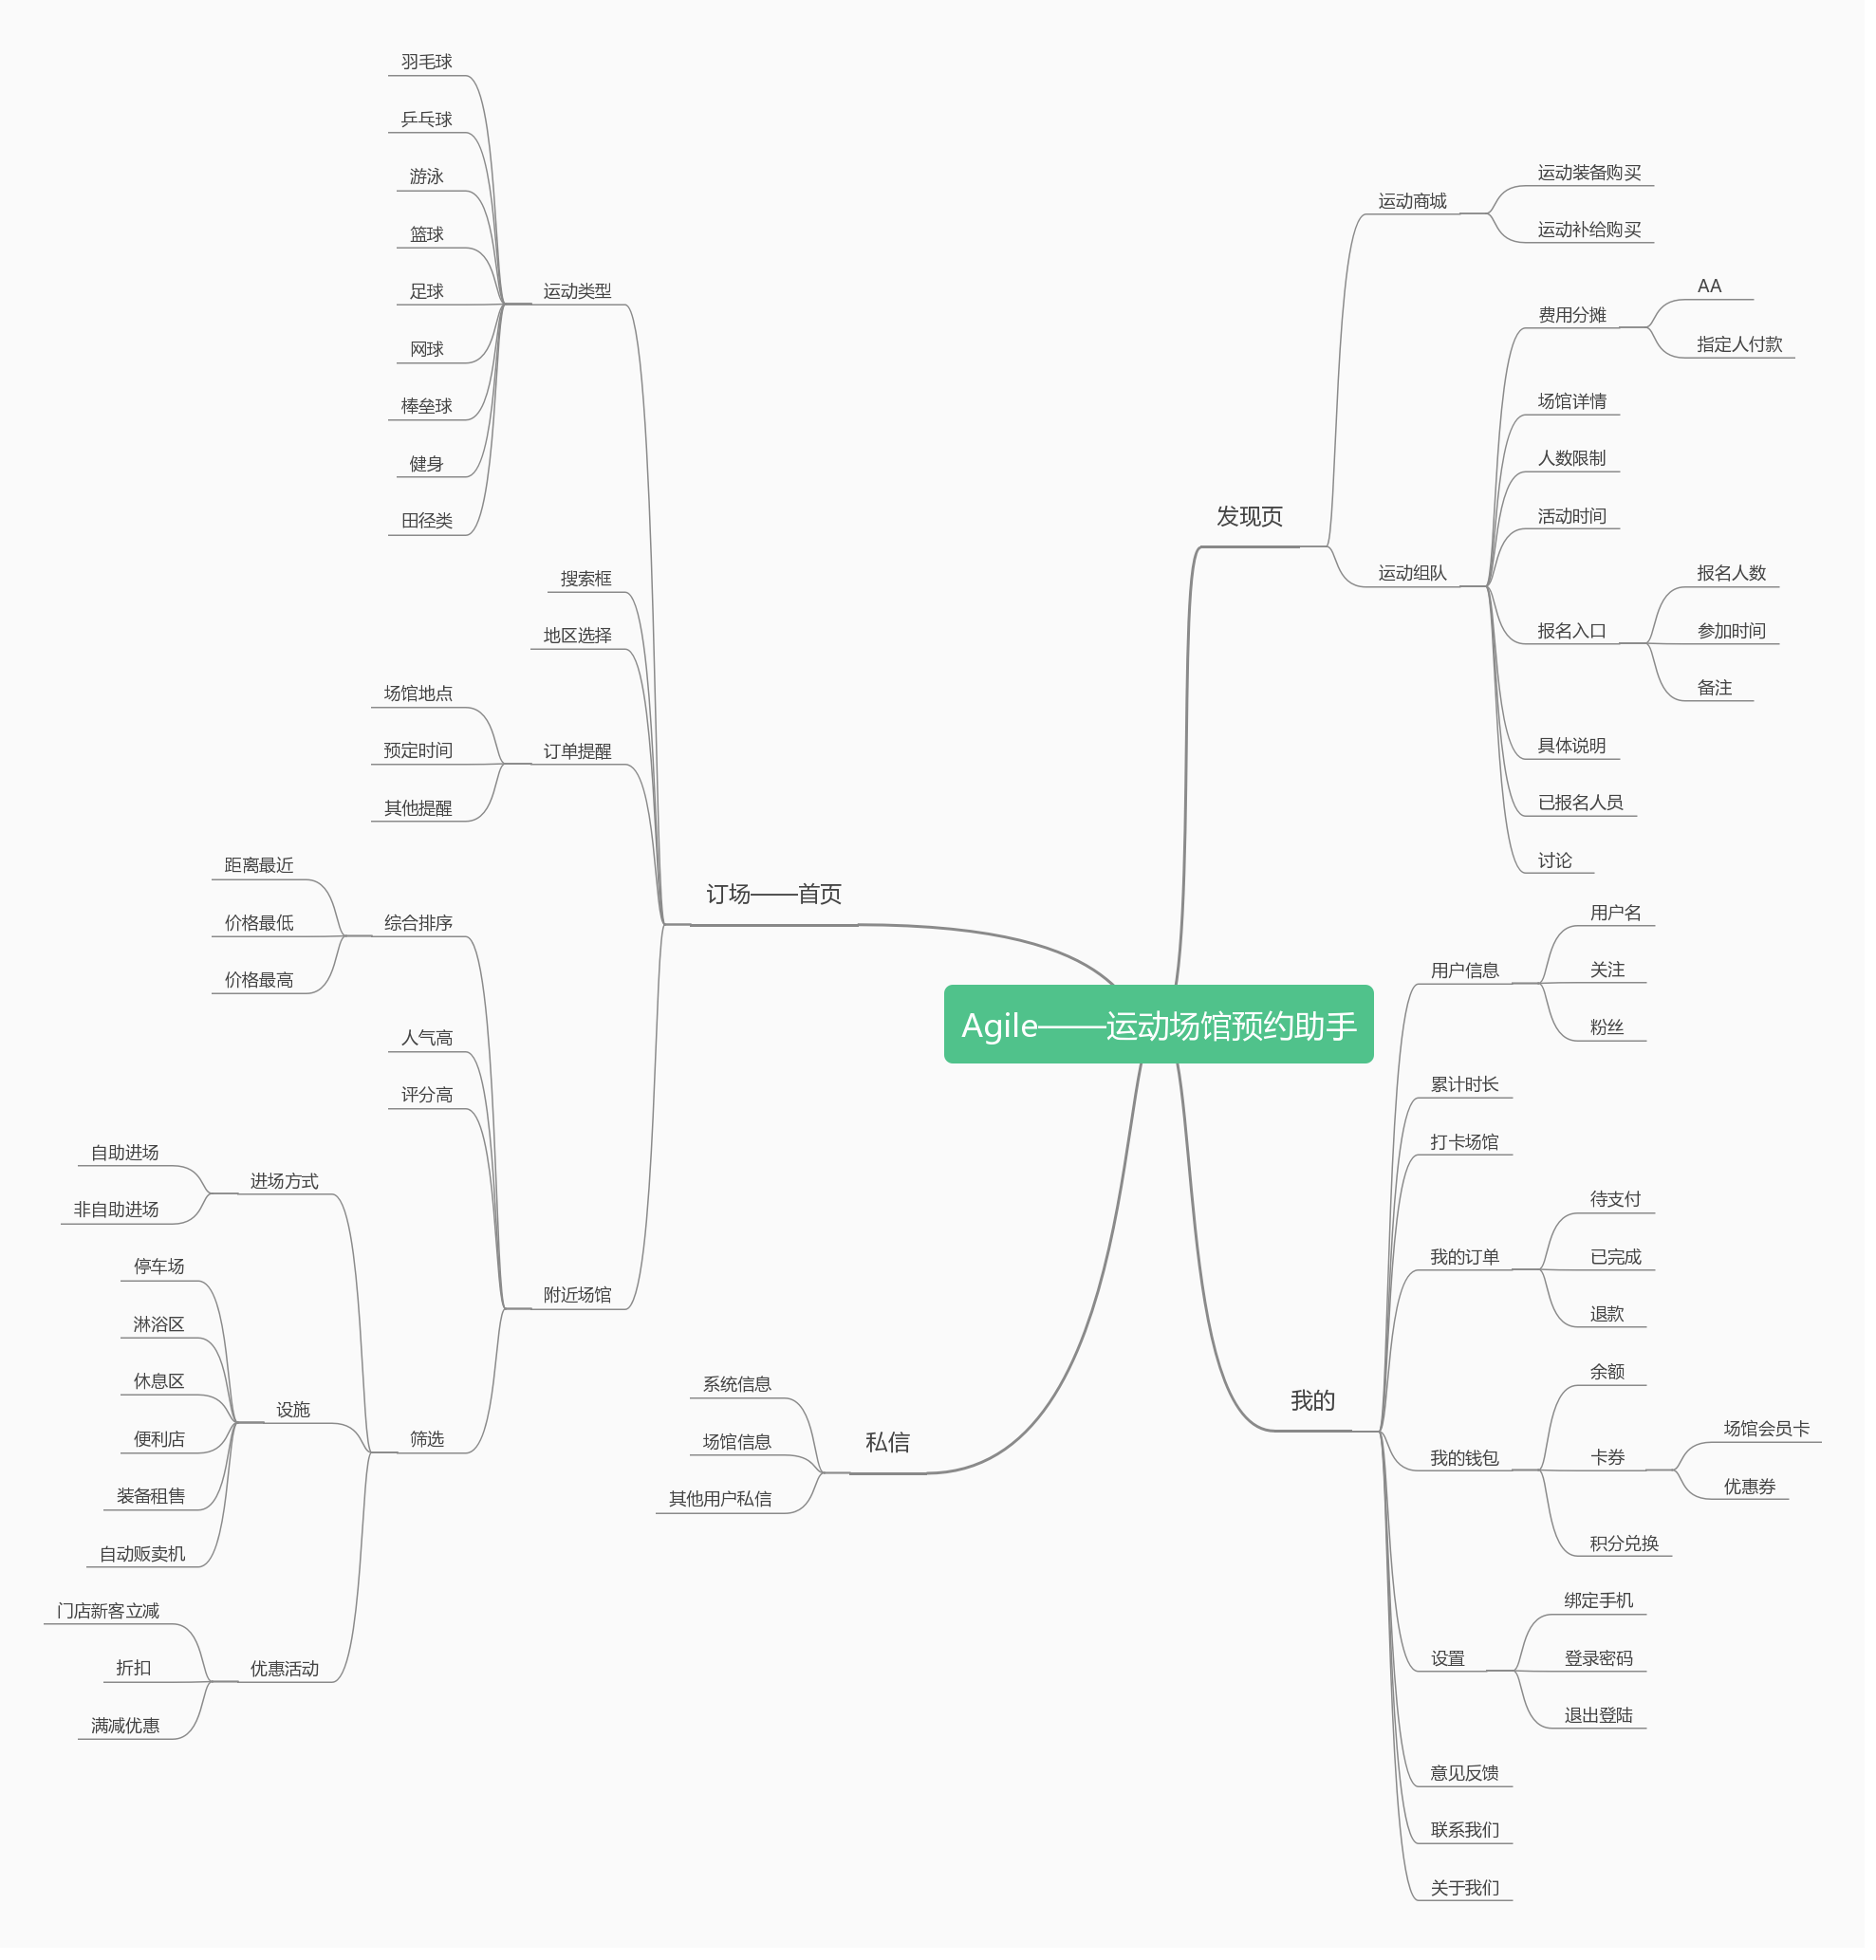 Agile——运动场馆预约助手
订场——首页
运动类型
羽毛球
乒乓球
游泳
篮球
足球
网球
棒垒球
健身
田径类
搜索框
地区选择
订单提醒
场馆地点
预定时间
其他提醒
附近场馆
综合排序
距离最近
价格最低
价格最高
人气高
评分高
筛选
进场方式
自助进场
非自助进场
设施
停车场
淋浴区
休息区
便利店
装备租售
自动贩卖机
优惠活动
门店新客立减
折扣
满减优惠
私信
系统信息
场馆信息
其他用户私信
发现页
运动商城
运动装备购买
运动补给购买
运动组队
费用分摊
AA
指定人付款
场馆详情
人数限制
活动时间
报名入口
报名人数
参加时间
备注
具体说明
已报名人员
讨论
我的
用户信息
用户名
关注
粉丝
累计时长
打卡场馆
我的订单
待支付
已完成
退款
我的钱包
余额
卡券
场馆会员卡
优惠券
积分兑换
设置
绑定手机
登录密码
退出登陆
意见反馈
联系我们
关于我们